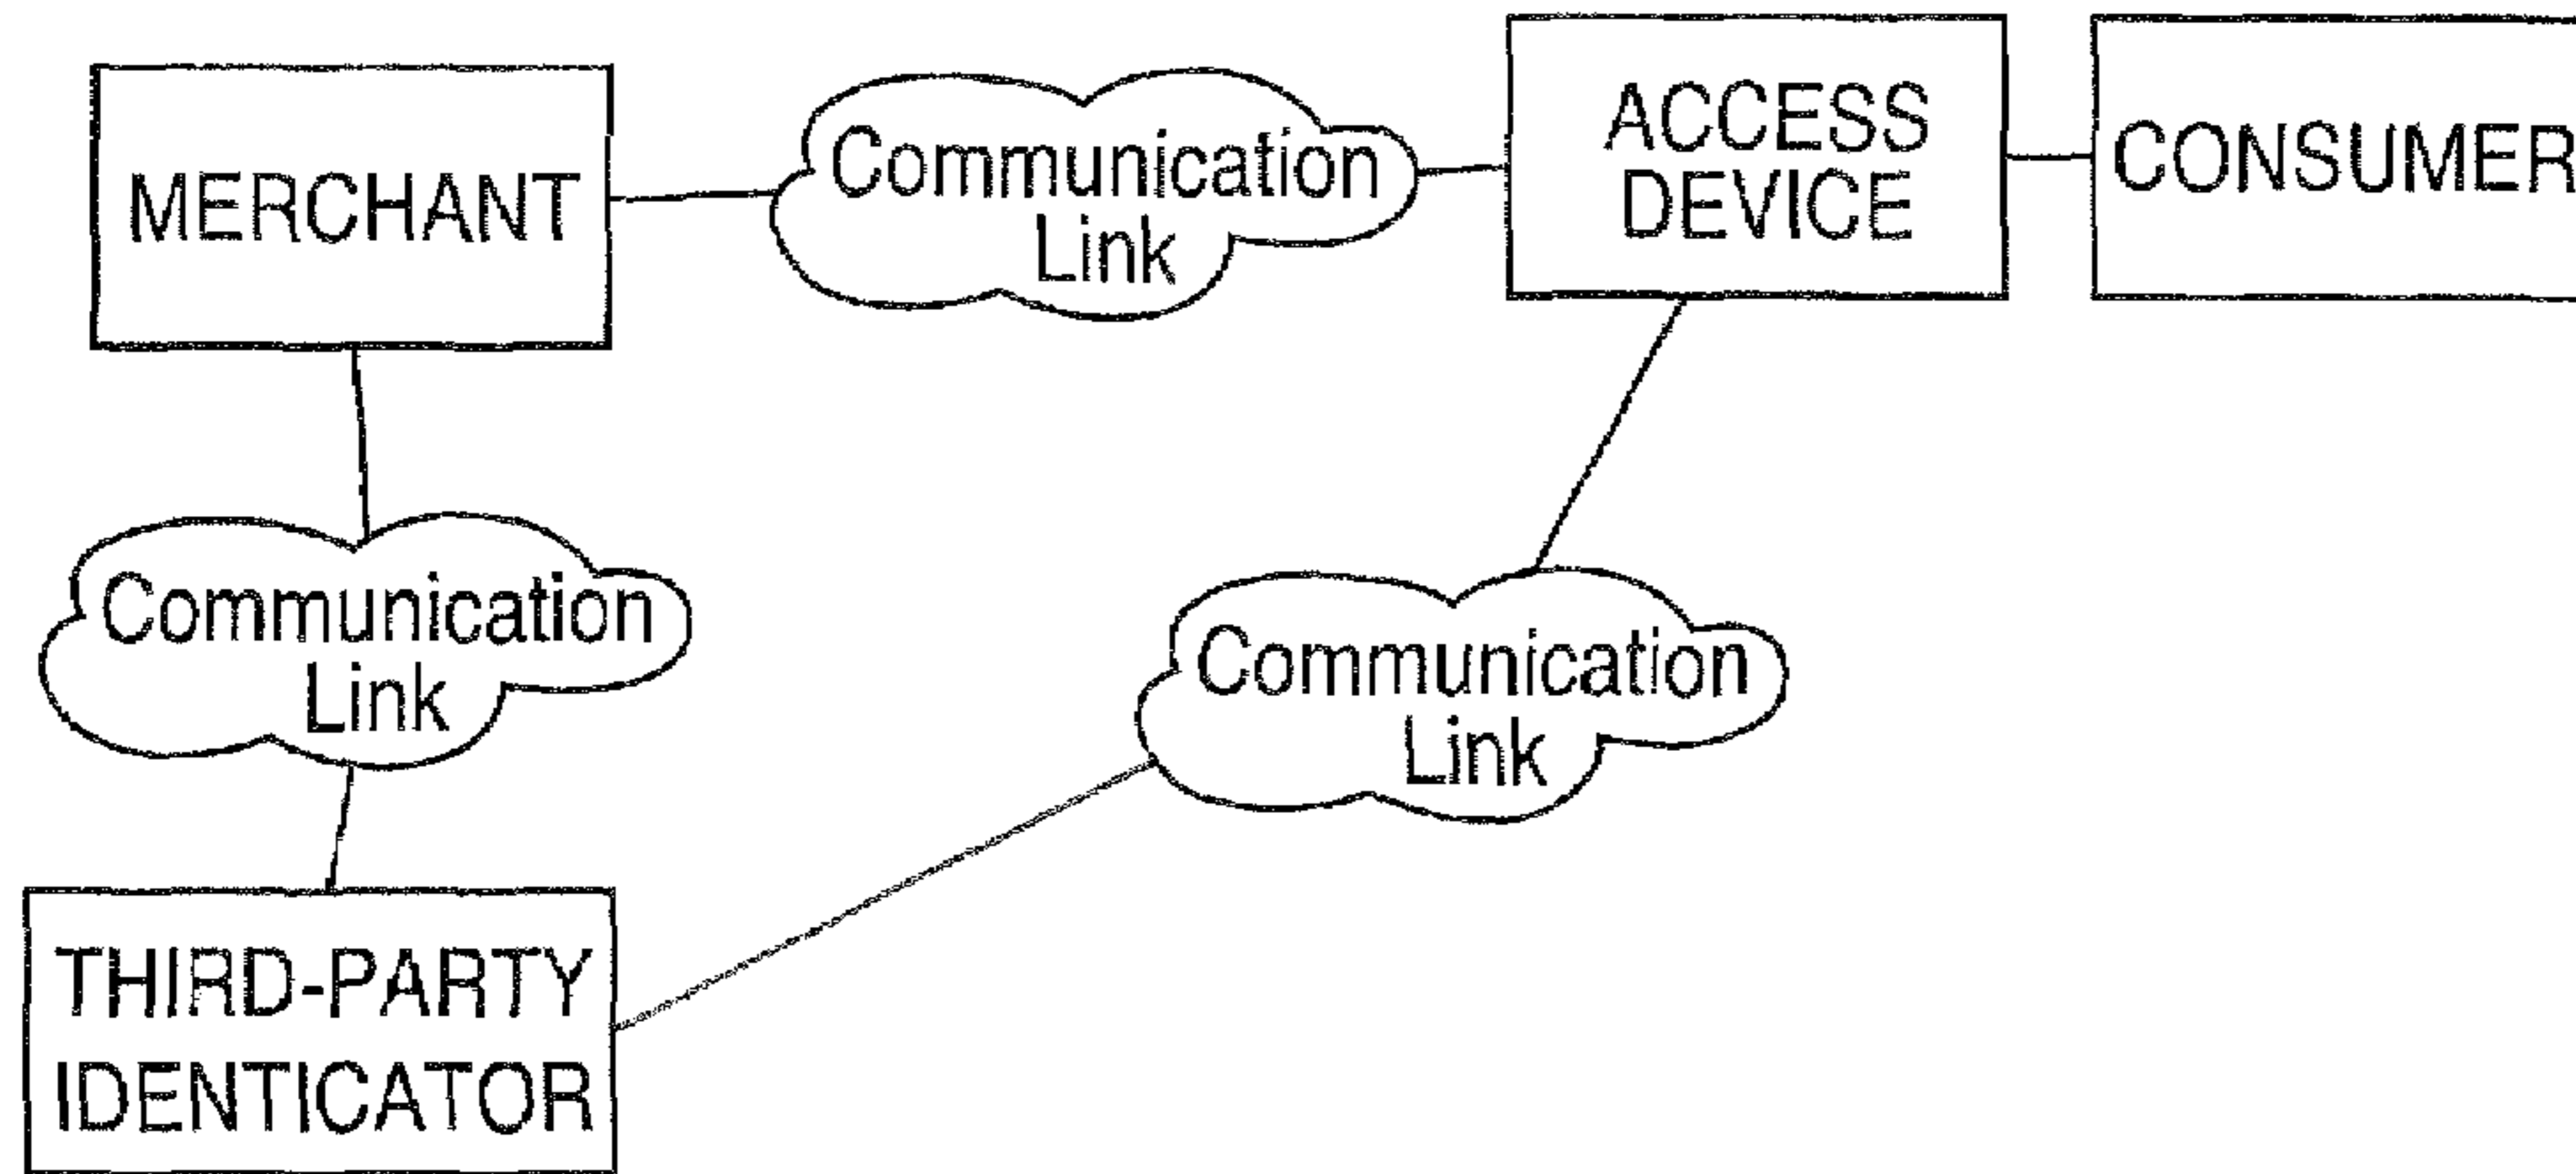 MERCHANT
Communication
Link
ACCESS
DEVICE
CONSUMER
Communication
Link
Communication
Link
THIRD-PARTY
IDENTICATOR